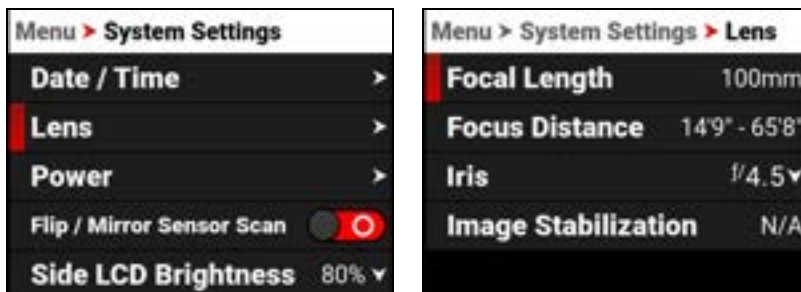 Menu > System Settings
Date / Time >
Lens >
Power >
Flip / Mirror Sensor Scan
Side LCD Brightness 80%
Menu > System Settings > Lens
Focal Length 100mm
Focus Distance 14'9" - 65'8"
Iris f/4.5
Image Stabilization N/A